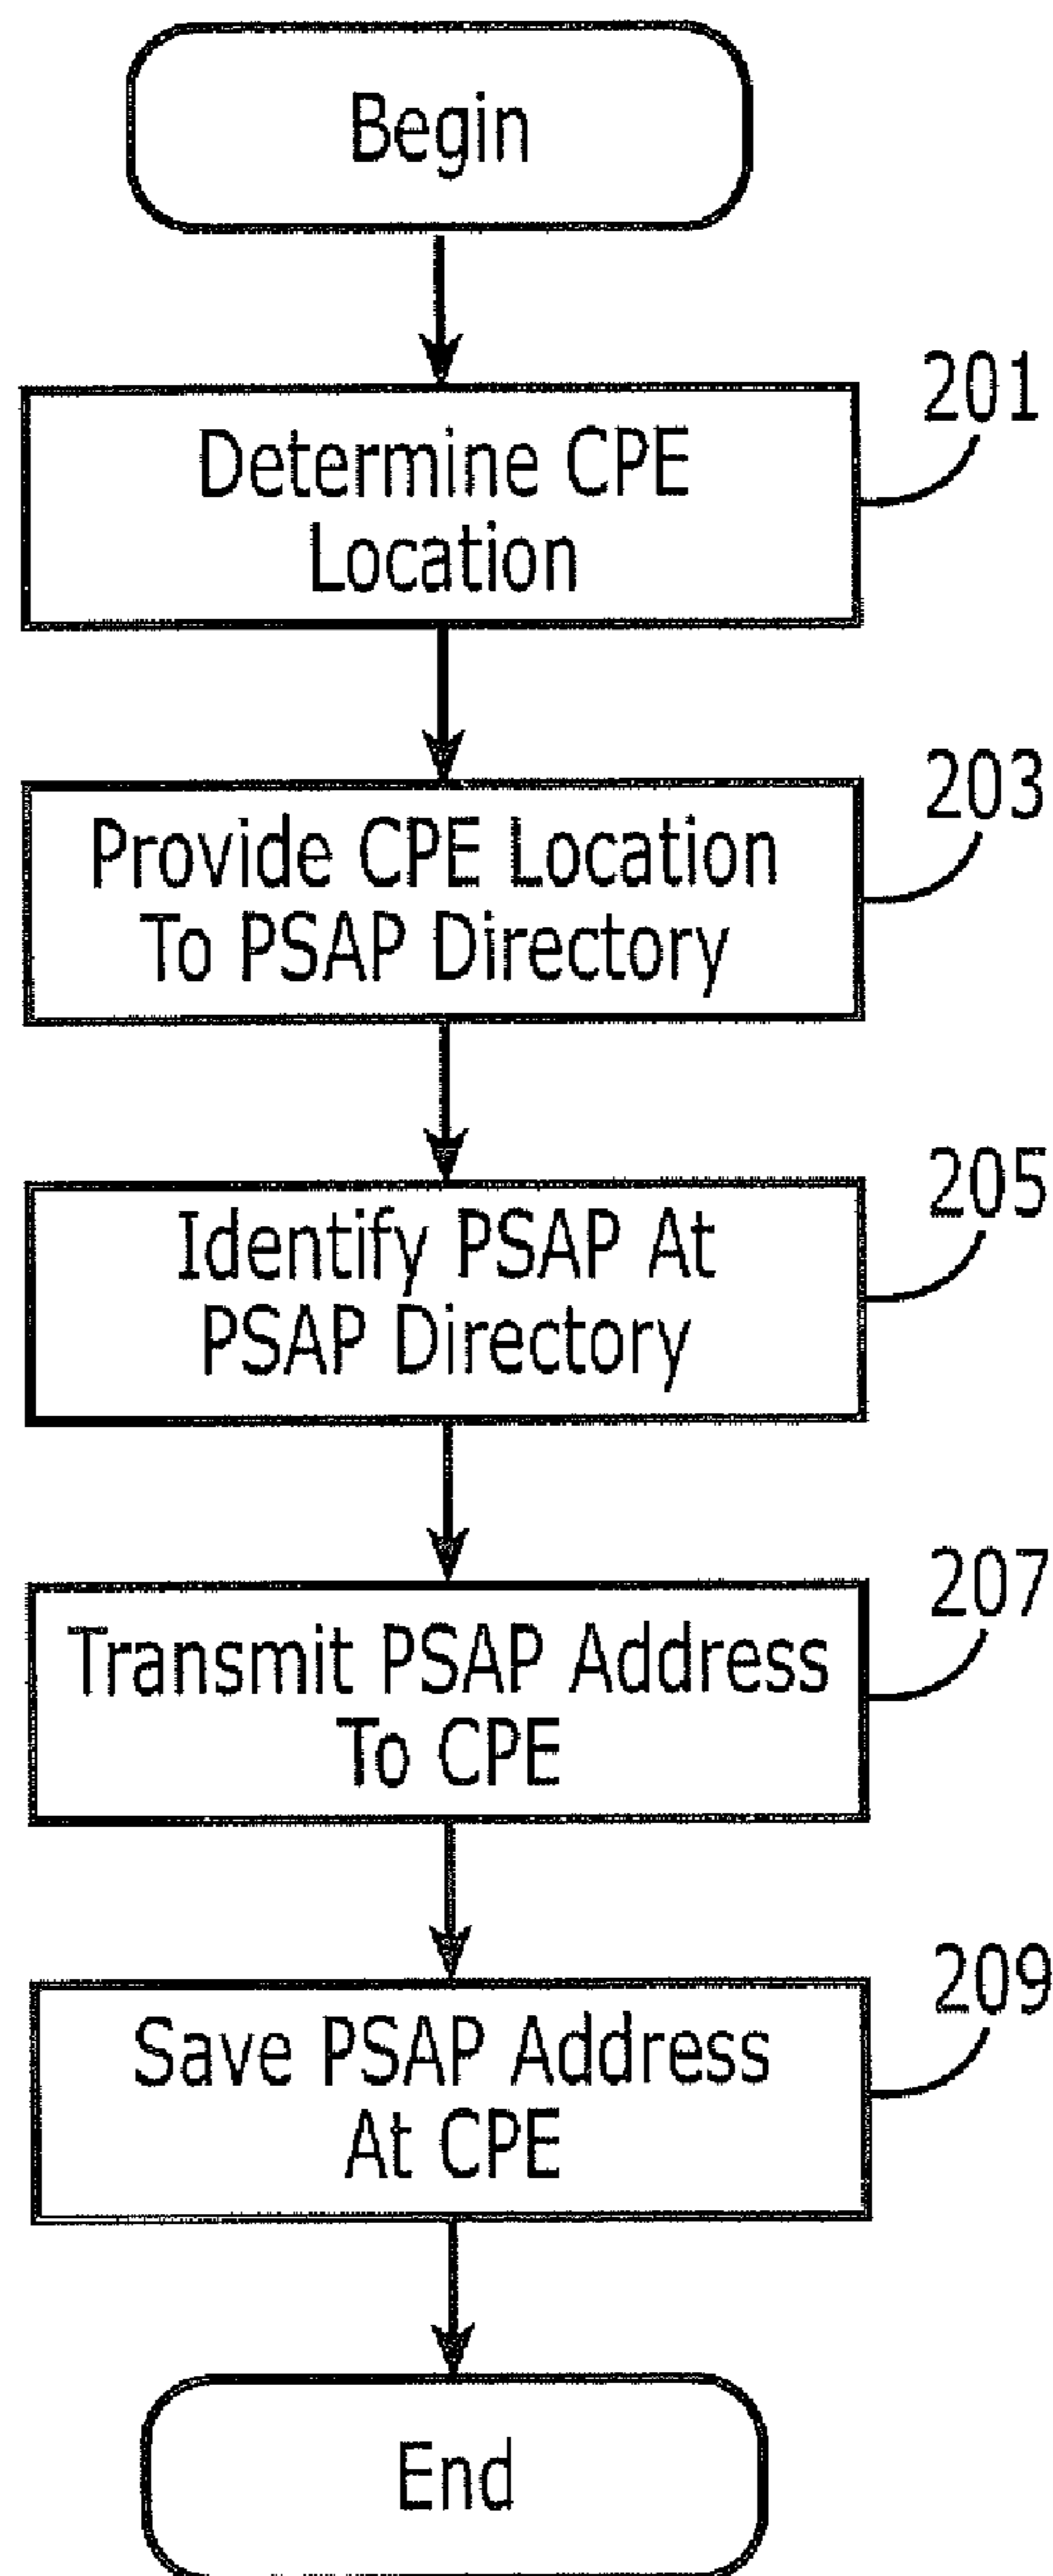 Begin
201
Determine CPE
Location
203
Provide CPE Location
To PSAP Directory
205
Identify PSAP At
PSAP Directory
207
Transmit PSAP Address
To CPE
209
Save PSAP Address
At CPE
End